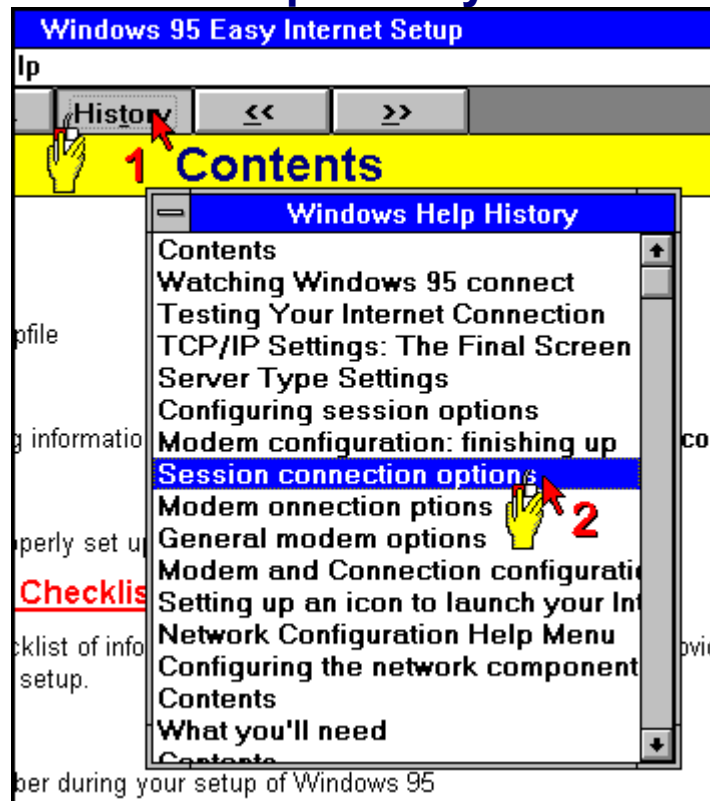 Windows 95 Easy Internet Setup
lp
History << >>
1 Contents
Windows Help History
Contents
Watching Windows 95 connect
Testing Your Internet Connection
TCP/IP Settings: The Final Screen
Server Type Settings
Configuring session options
Modem configuration: finishing up
Session connection options
Modem onnection ptions
2
General modem options
Modem and Connection configurati
Setting up an icon to launch your Int
Network Configuration Help Menu
Configuring the network component
Contents
What you'll need
Contents
pfile
g informatio
co
perly set up
Checklis
cklist of info
ovi
setup.
ber during your setup of Windows 95